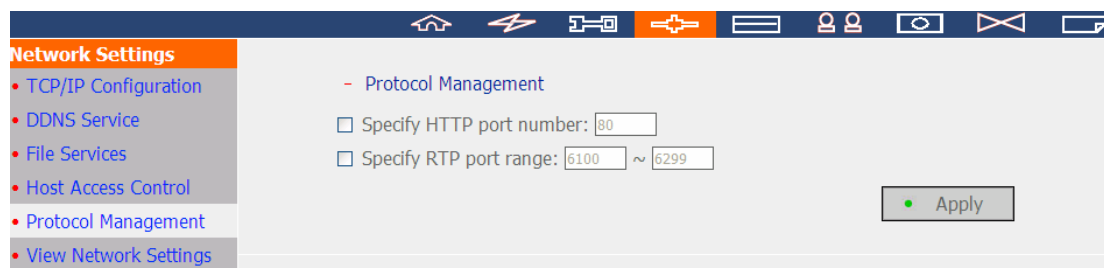 Network Settings
• TCP/IP Configuration
• DDNS Service
• File Services
• Host Access Control
• Protocol Management
• View Network Settings
- Protocol Management
Specify HTTP port number: 80
Specify RTP port range: 6100 ~ 6299
• Apply